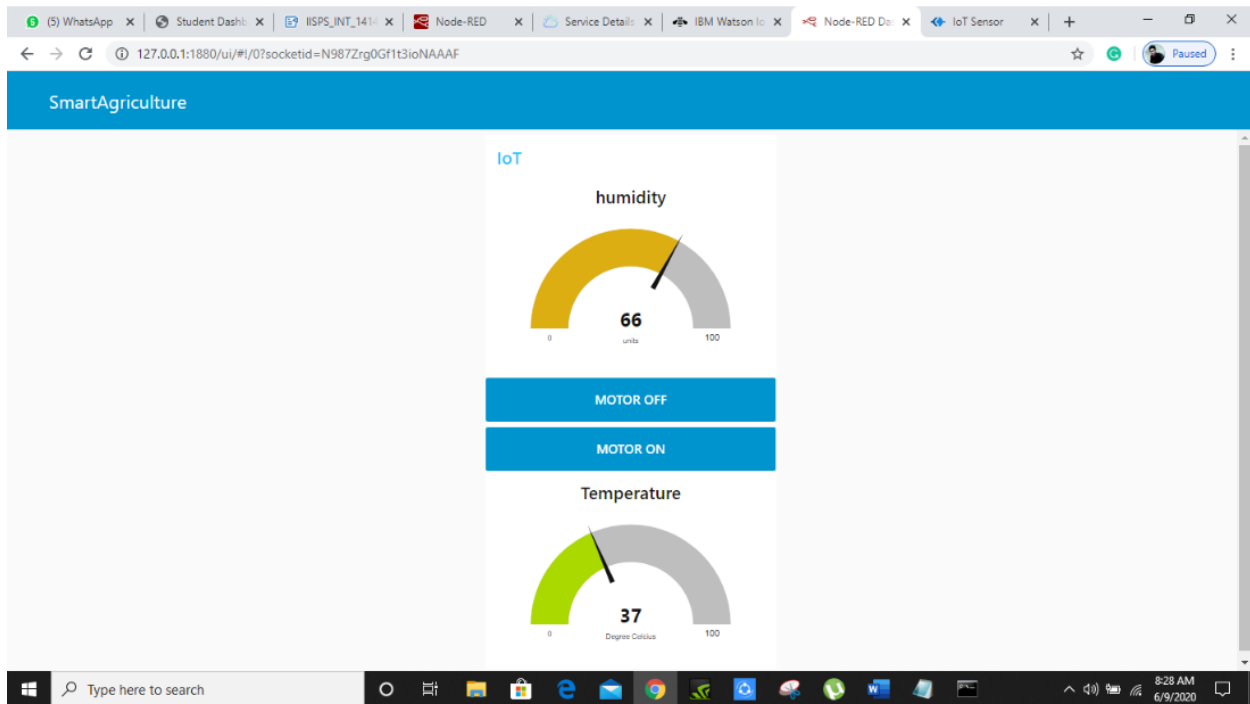 (5) WhatsApp
Student Dashb
IISPS_INT_1414
Node-RED
Service Details
IBM Watson Io
Node-RED Das
IoT Sensor
127.0.0.1:1880/ui/#!/0?socketid=N987Zrg0Gf1t3ioNAAAF
Paused
SmartAgriculture
IoT
humidity
66
units
0
100
MOTOR OFF
MOTOR ON
Temperature
37
Degree Celcius
0
100
Type here to search
8:28 AM
6/9/2020